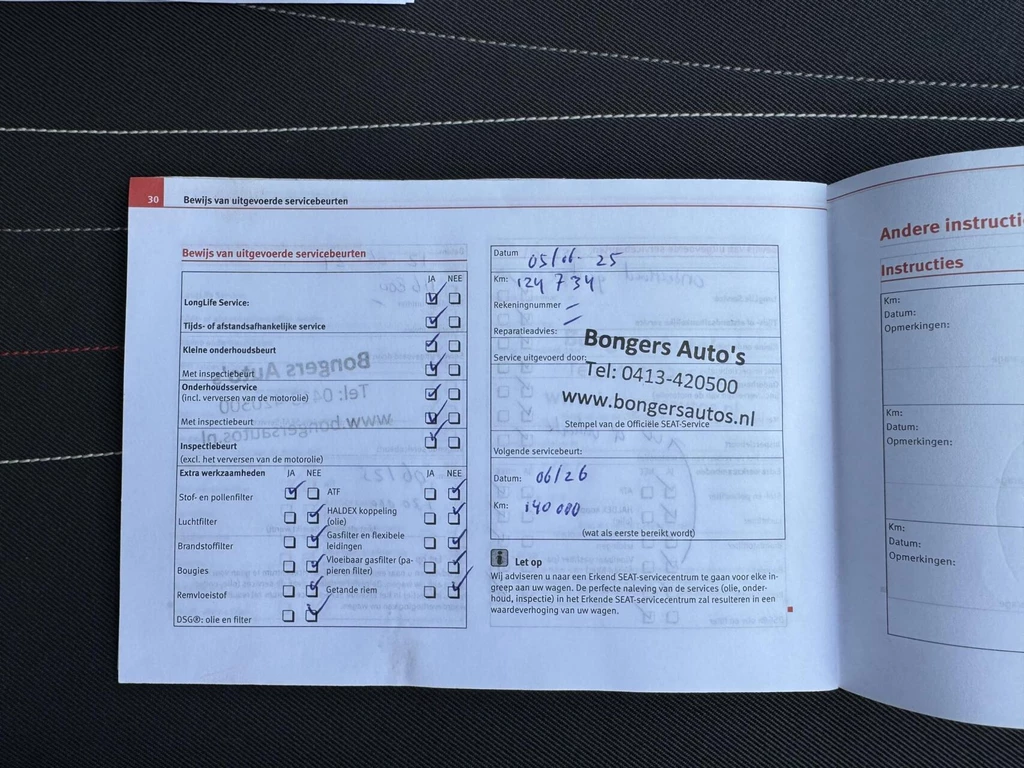 30 Bewijs van uitgevoerde servicebeurten
Bewijs van uitgevoerde servicebeurten
JA NEE
LongLife Service:
Tijds- of afstandsafhankelijke service
Kleine onderhoudsbeurt
Met inspectiebeurt
Onderhoudsservice
(incl. verversen van de motorolie)
Met inspectiebeurt
Inspectiebeurt
(excl. het verversen van de motorolie)
Extra werkzaamheden JA NEE JA NEE
Stof- en pollenfilter
ATF
Luchtfilter
HALDEX koppeling
(olie)
Brandstoffilter
Gasfilter en flexibele
leidingen
Bougies
Vloeibaar gasfilter (pa-
pieren filter)
Remvloeistof
Getande riem
DSG®: olie en filter
Datum 05/06 - 25
Km: 124 734
Rekeningnummer
Reparatieadvies:
Service uitgevoerd door:
Bongers Auto's
Tel: 0413-420500
www.bongersautos.nl
Stempel van de Officiële SEAT-Service
Volgende servicebeurt:
Datum: 06/26
Km: 140 000
(wat als eerste bereikt wordt)
Let op
Wij adviseren u naar een Erkend SEAT-servicecentrum te gaan voor elke in-
greep aan uw wagen. De perfecte naleving van de services (olie, onder-
houd, inspectie) in het Erkende SEAT-servicecentrum zal resulteren in een
waardeverhoging van uw wagen.
Andere instructi
Instructies
Km:
Datum:
Opmerkingen:
Km:
Datum:
Opmerkingen:
Km:
Datum:
Opmerkingen: